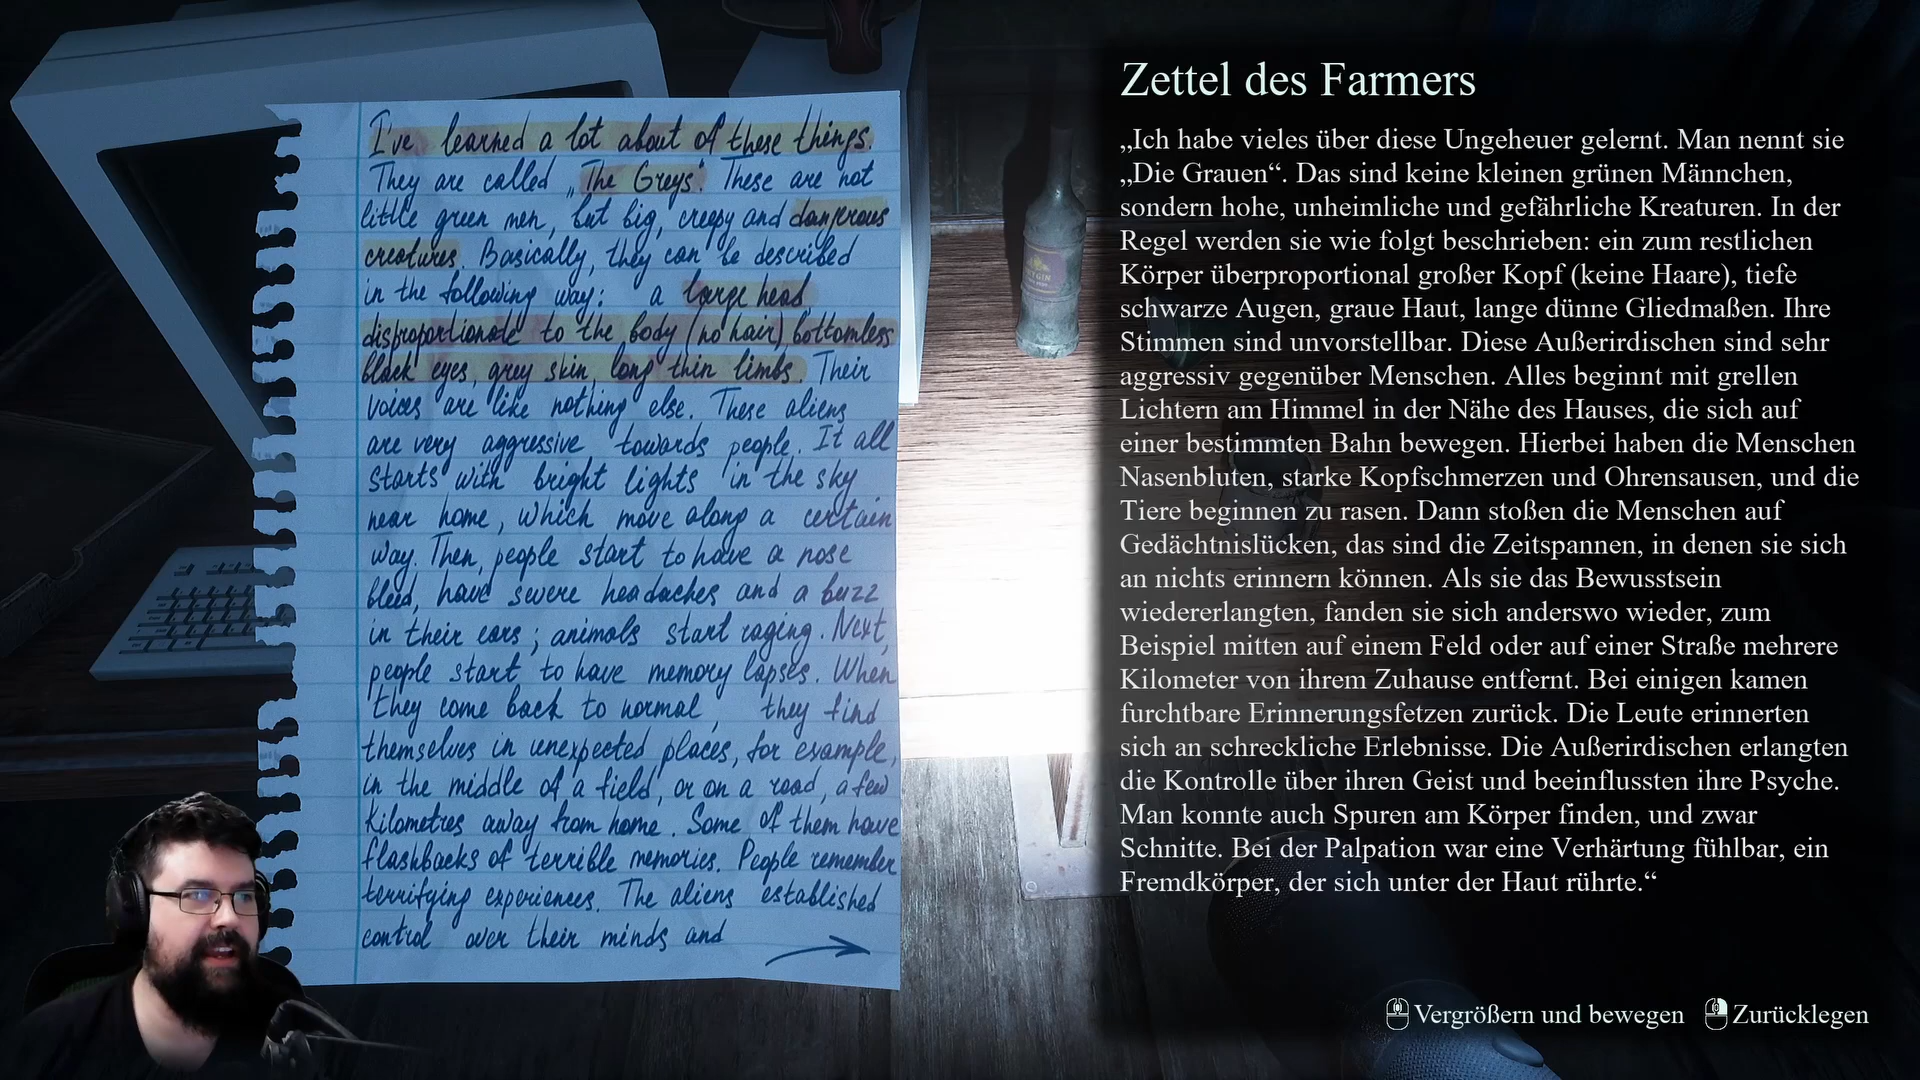 I've learned a lot about of these things.
They are called „The Greys". These are not
little green men, but big, creepy and dangerous
creatures. Basically, they can be described
in the following way: a large head
disproportionate to the body (no hair) bottomless
black eyes, grey skin, long thin limbs. Their
voices are like nothing else. These aliens
are very aggressive towards people. It all
starts with bright lights in the sky
near home, which move along a certain
way. Then, people start to have a nose
bleed, have severe headaches and a buzz
in their ears; animals start raging. Next,
people start to have memory lapses. When
they come back to normal, they find
themselves in unexpected places, for example,
in the middle of a field, or on a road, a few
kilometres away from home. Some of them have
flashbacks of terrible memories. People remember
terrifying experiences. The aliens established
control over their minds and
Zettel des Farmers
„Ich habe vieles über diese Ungeheuer gelernt. Man nennt sie
„Die Grauen“. Das sind keine kleinen grünen Männchen,
sondern hohe, unheimliche und gefährliche Kreaturen. In der
Regel werden sie wie folgt beschrieben: ein zum restlichen
Körper überproportional großer Kopf (keine Haare), tiefe
schwarze Augen, graue Haut, lange dünne Gliedmaßen. Ihre
Stimmen sind unvorstellbar. Diese Außerirdischen sind sehr
aggressiv gegenüber Menschen. Alles beginnt mit grellen
Lichtern am Himmel in der Nähe des Hauses, die sich auf
einer bestimmten Bahn bewegen. Hierbei haben die Menschen
Nasenbluten, starke Kopfschmerzen und Ohrensausen, und die
Tiere beginnen zu rasen. Dann stoßen die Menschen auf
Gedächtnislücken, das sind die Zeitspannen, in denen sie sich
an nichts erinnern können. Als sie das Bewusstsein
wiedererlangten, fanden sie sich anderswo wieder, zum
Beispiel mitten auf einem Feld oder auf einer Straße mehrere
Kilometer von ihrem Zuhause entfernt. Bei einigen kamen
furchtbare Erinnerungsfetzen zurück. Die Leute erinnerten
sich an schreckliche Erlebnisse. Die Außerirdischen erlangten
die Kontrolle über ihren Geist und beeinflussten ihre Psyche.
Man konnte auch Spuren am Körper finden, und zwar
Schnitte. Bei der Palpation war eine Verhärtung fühlbar, ein
Fremdkörper, der sich unter der Haut rührte.“
Vergrößern und bewegen Zurücklegen